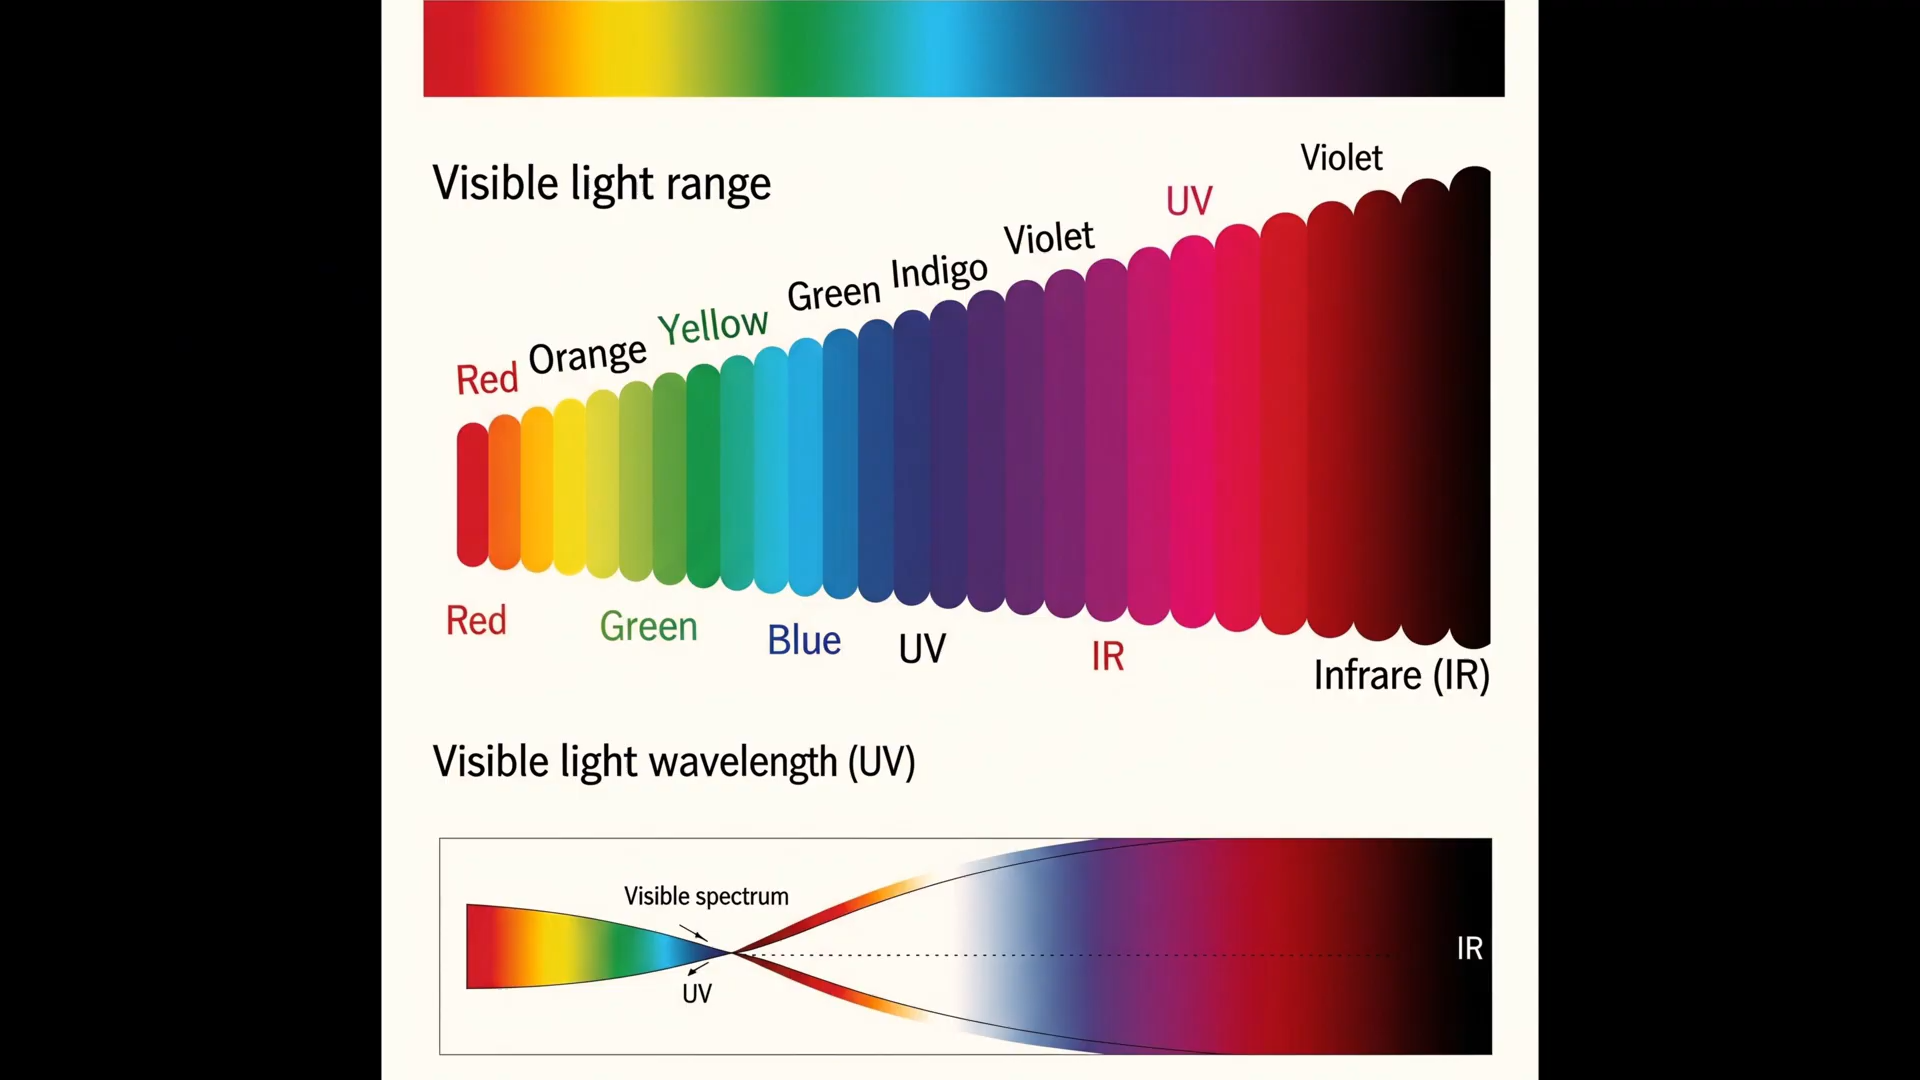 Visible light range
Violet
UV
Violet
Indigo
Green
Yellow
Orange
Red
Red
Green
Blue
UV
IR
Infrare (IR)
Visible light wavelength (UV)
Visible spectrum
UV
IR